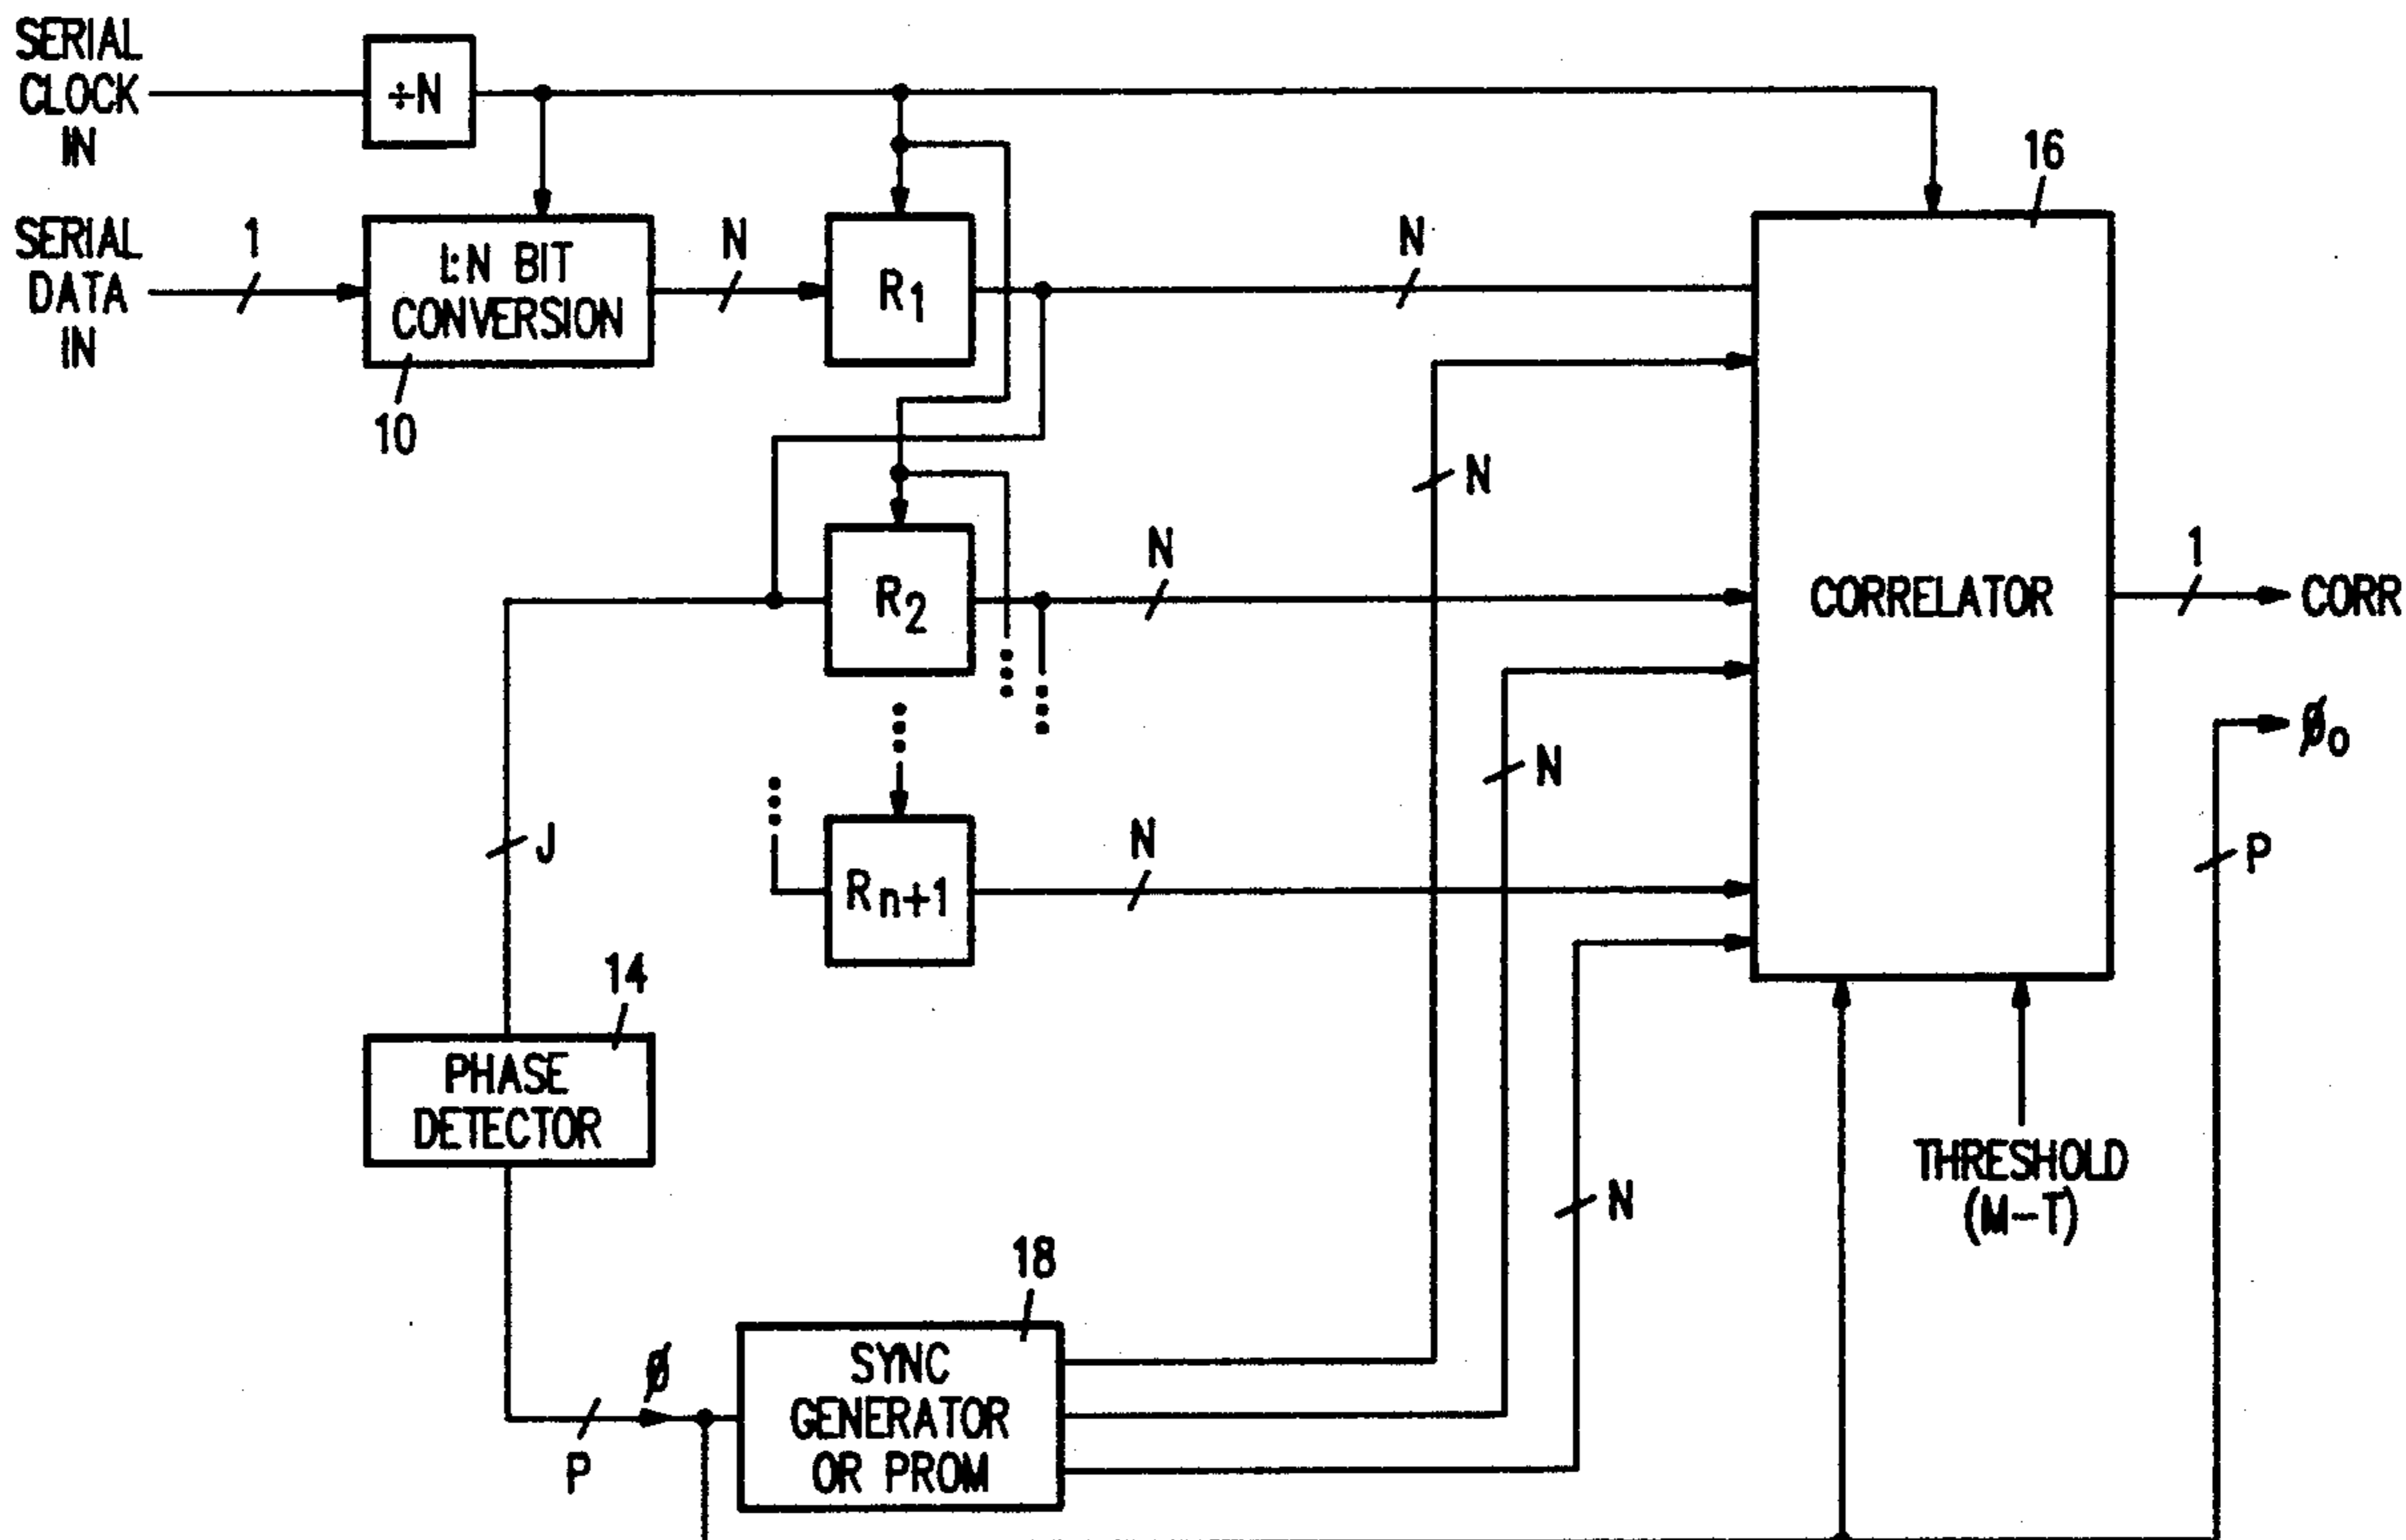 SERIAL
CLOCK
IN
÷N
16
SERIAL
DATA
IN
1
1:N BIT
CONVERSION
N
R1
N
10
N
R2
N
CORRELATOR
1
CORR
Øo
N
J
Rn+1
N
P
14
PHASE
DETECTOR
THRESHOLD
(M-T)
N
18
Ø
P
SYNC
GENERATOR
OR PROM